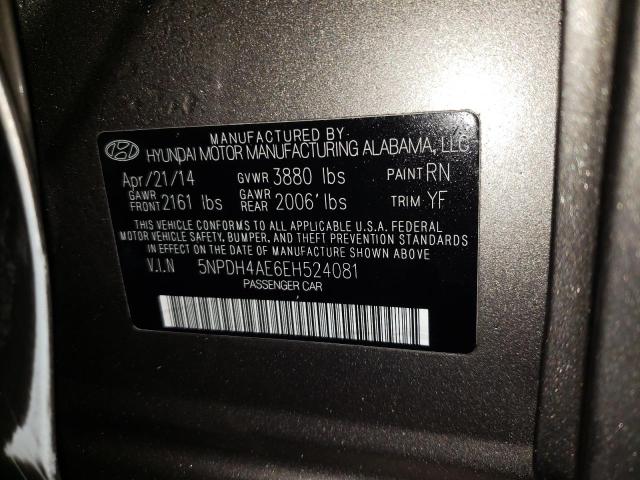 MANUFACTURED BY
HYUNDAI MOTOR MANUFACTURING ALABAMA, LLC
Apr/21/14 GVWR 3880 lbs PAINT RN
GAWR FRONT 2161 lbs GAWR REAR 2006 lbs TRIM YF
THIS VEHICLE CONFORMS TO ALL APPLICABLE U.S.A. FEDERAL
MOTOR VEHICLE SAFETY, BUMPER, AND THEFT PREVENTION STANDARDS
IN EFFECT ON THE DATE OF MANUFACTURE SHOWN ABOVE.
V.I.N 5NPDH4AE6EH524081
PASSENGER CAR